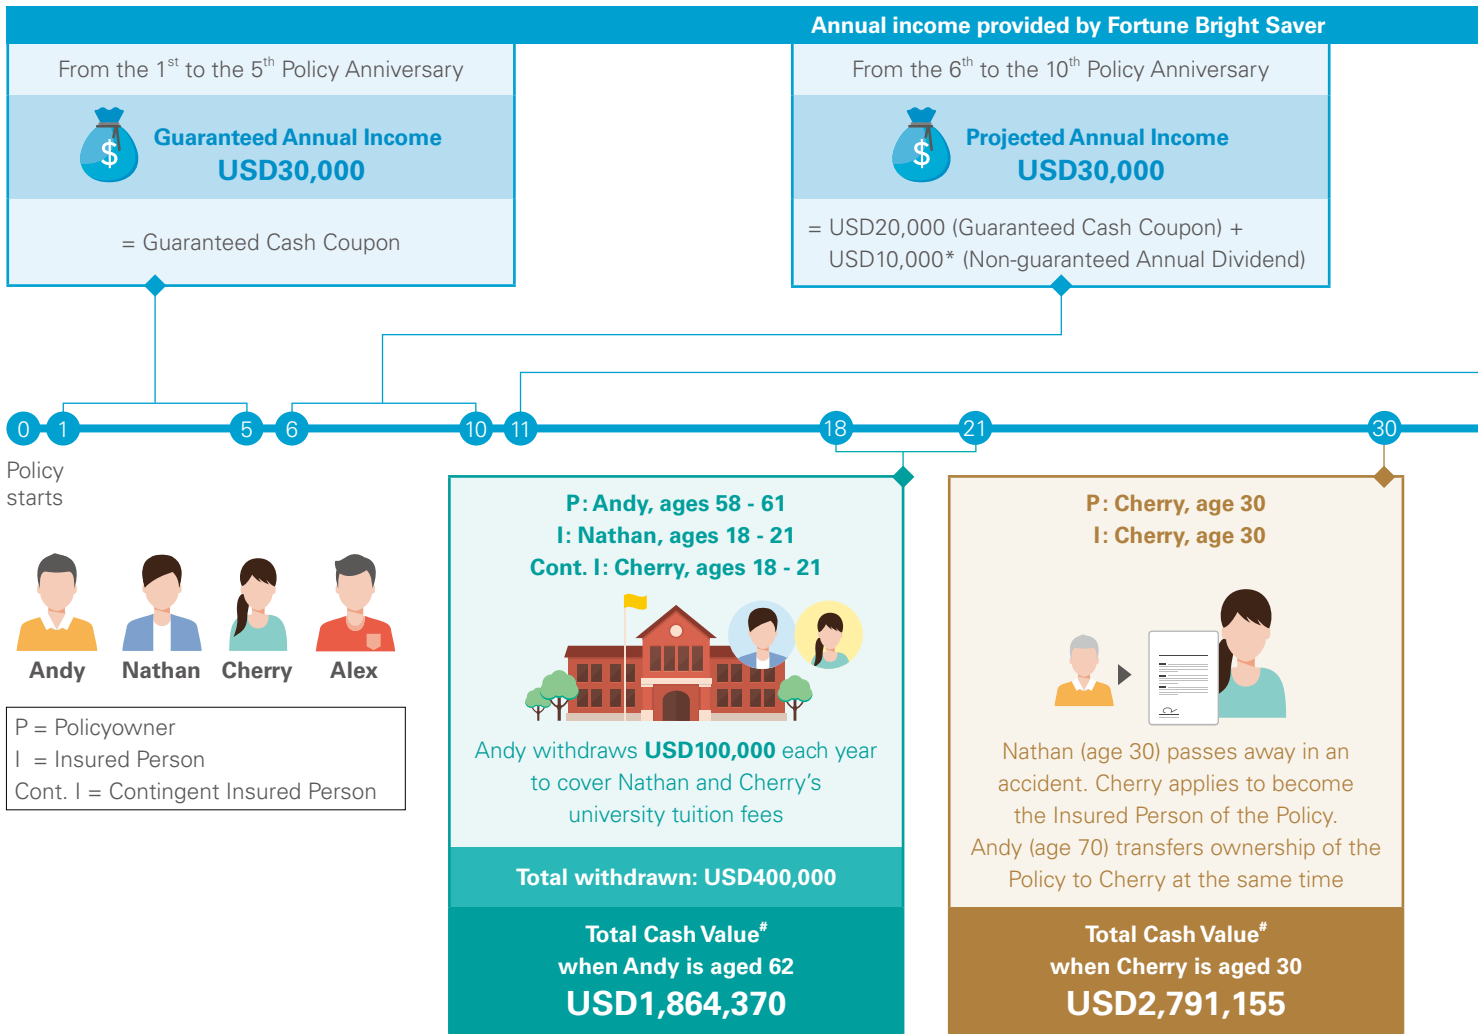 Annual income provided by Fortune Bright Saver
From the 1st to the 5th Policy Anniversary
$
Guaranteed Annual Income
USD30,000
= Guaranteed Cash Coupon
From the 6th to the 10th Policy Anniversary
$
Projected Annual Income
USD30,000
= USD20,000 (Guaranteed Cash Coupon) +
USD10,000* (Non-guaranteed Annual Dividend)
0 1 5 6 10 11 18 21 30
Policy
starts
Andy Nathan Cherry Alex
P = Policyowner
I = Insured Person
Cont. I = Contingent Insured Person
P: Andy, ages 58 - 61
I: Nathan, ages 18 - 21
Cont. I: Cherry, ages 18 - 21
Andy withdraws USD100,000 each year
to cover Nathan and Cherry's
university tuition fees
Total withdrawn: USD400,000
Total Cash Value#
when Andy is aged 62
USD1,864,370
P: Cherry, age 30
I: Cherry, age 30
Nathan (age 30) passes away in an
accident. Cherry applies to become
the Insured Person of the Policy.
Andy (age 70) transfers ownership of the
Policy to Cherry at the same time
Total Cash Value#
when Cherry is aged 30
USD2,791,155